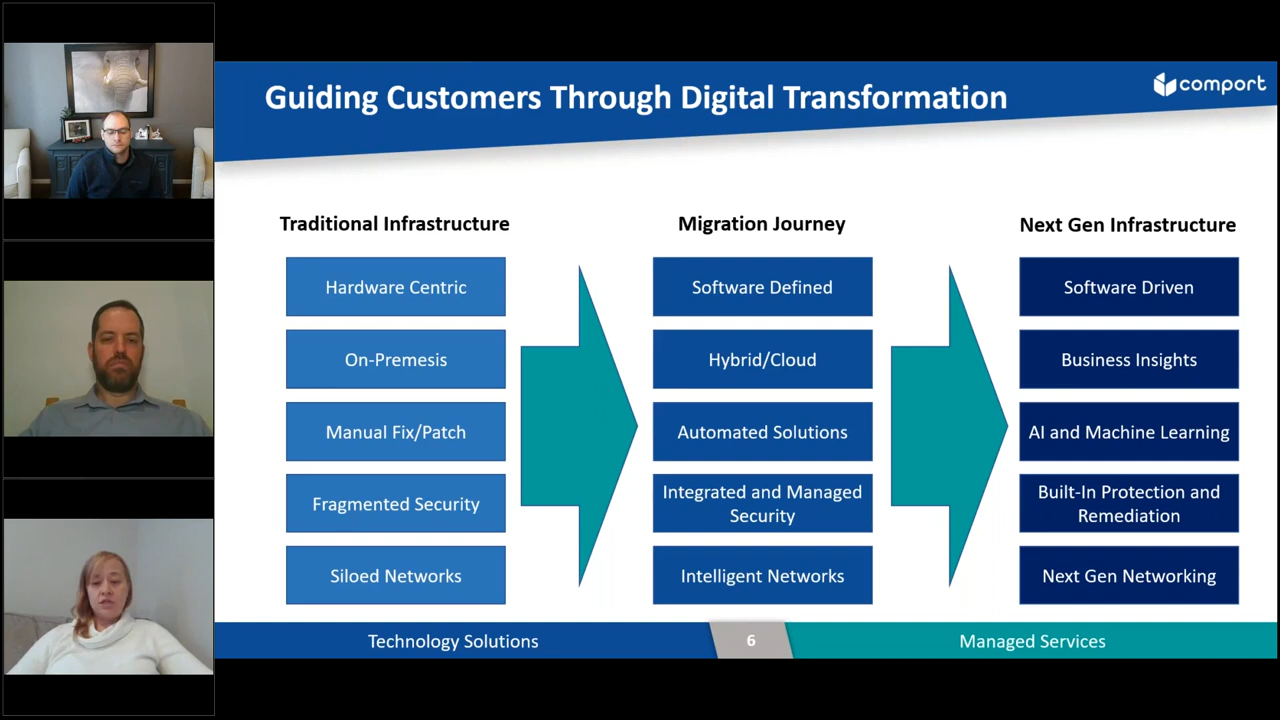 Guiding Customers Through Digital Transformation
comport
Traditional Infrastructure
Hardware Centric
On-Premesis
Manual Fix/Patch
Fragmented Security
Siloed Networks
Migration Journey
Software Defined
Hybrid/Cloud
Automated Solutions
Integrated and Managed
Security
Intelligent Networks
Next Gen Infrastructure
Software Driven
Business Insights
AI and Machine Learning
Built-In Protection and
Remediation
Next Gen Networking
Technology Solutions
6
Managed Services